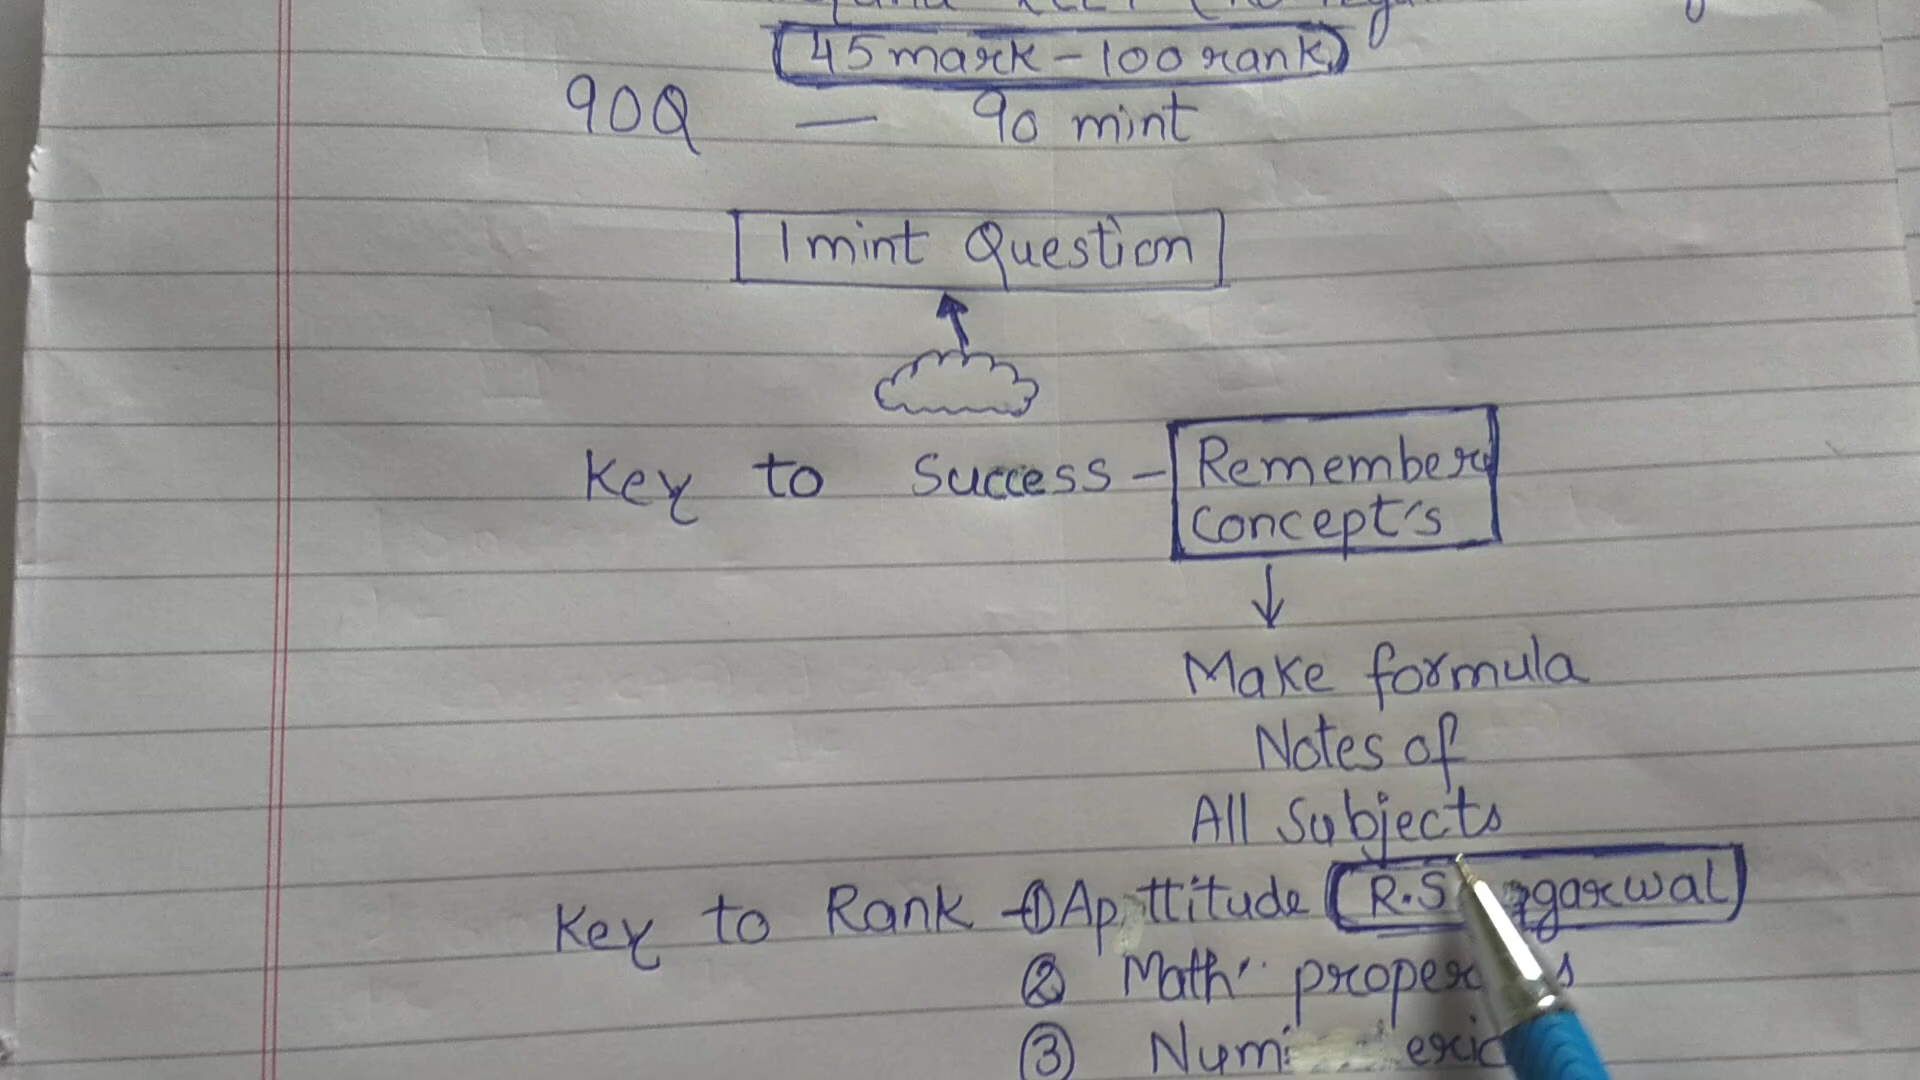 45 mark - 100 rank
90Q — 90 mint
1 mint Question
Key to Success - Remember
Concept's
Make formula
Notes of
All Subjects
Key to Rank - ① Apttitude R.S
② Math
③